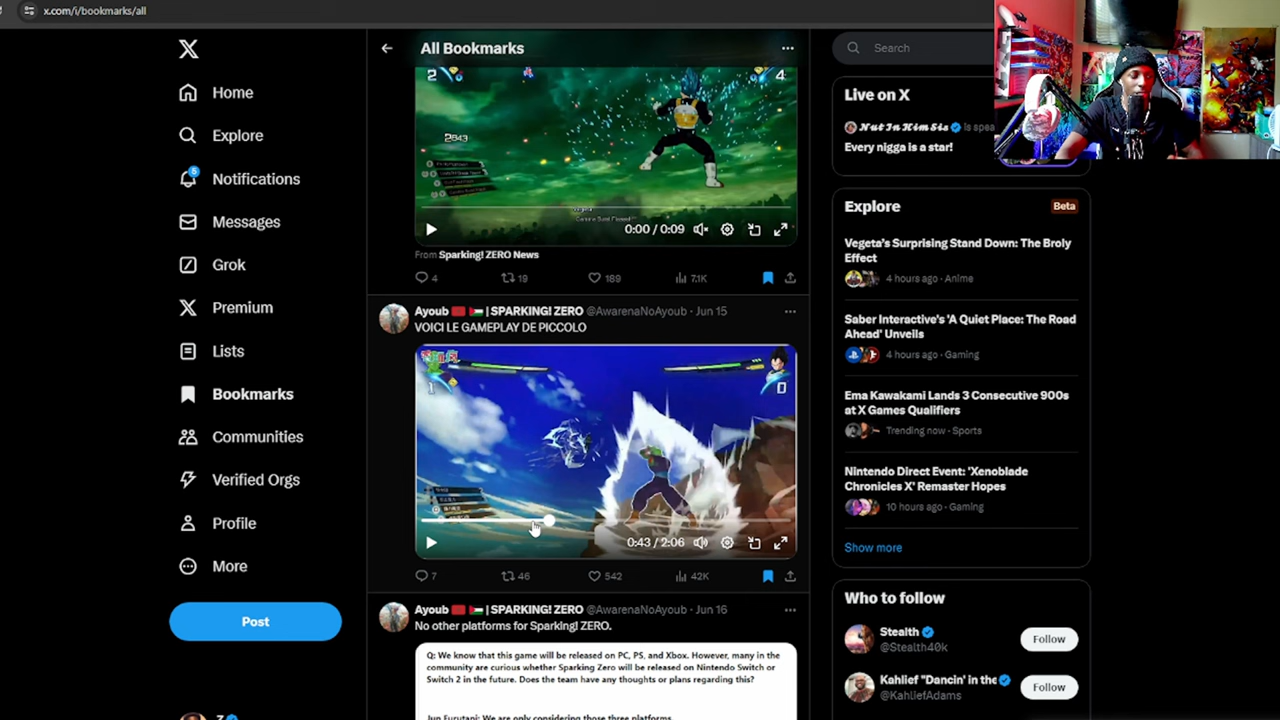 x.com/i/bookmarks/all
Home
Explore
5
Notifications
Messages
Grok
Premium
Lists
Bookmarks
Communities
Verified Orgs
Profile
More
Post
All Bookmarks
2
4
0:00 / 0:09
From Sparking! ZERO News
4
19
189
7.1K
Ayoub | SPARKING! ZERO @AwarenaNoAyoub · Jun 15
VOICI LE GAMEPLAY DE PICCOLO
1
0
0:43 / 2:06
7
46
542
42K
Ayoub | SPARKING! ZERO @AwarenaNoAyoub · Jun 16
No other platforms for Sparking! ZERO.
Q: We know that this game will be released on PC, PS, and Xbox. However, many in the
community are curious whether Sparking Zero will be released on Nintendo Switch or
Switch 2 in the future. Does the team have any thoughts or plans regarding this?
Jun Furutani: We are only considering those three platforms.
Search
Live on X
𝓝𝓾𝓽 𝓘𝓷 𝓗𝓲𝓶 𝓢𝓲𝓼 is spea
Every nigga is a star!
Explore
Beta
Vegeta's Surprising Stand Down: The Broly
Effect
4 hours ago · Anime
Saber Interactive's 'A Quiet Place: The Road
Ahead' Unveils
4 hours ago · Gaming
Ema Kawakami Lands 3 Consecutive 900s
at X Games Qualifiers
Trending now · Sports
Nintendo Direct Event: 'Xenoblade
Chronicles X' Remaster Hopes
10 hours ago · Gaming
Show more
Who to follow
Stealth
@Stealth40k
Follow
Kahlief "Dancin' in the
@KahliefAdams
Follow